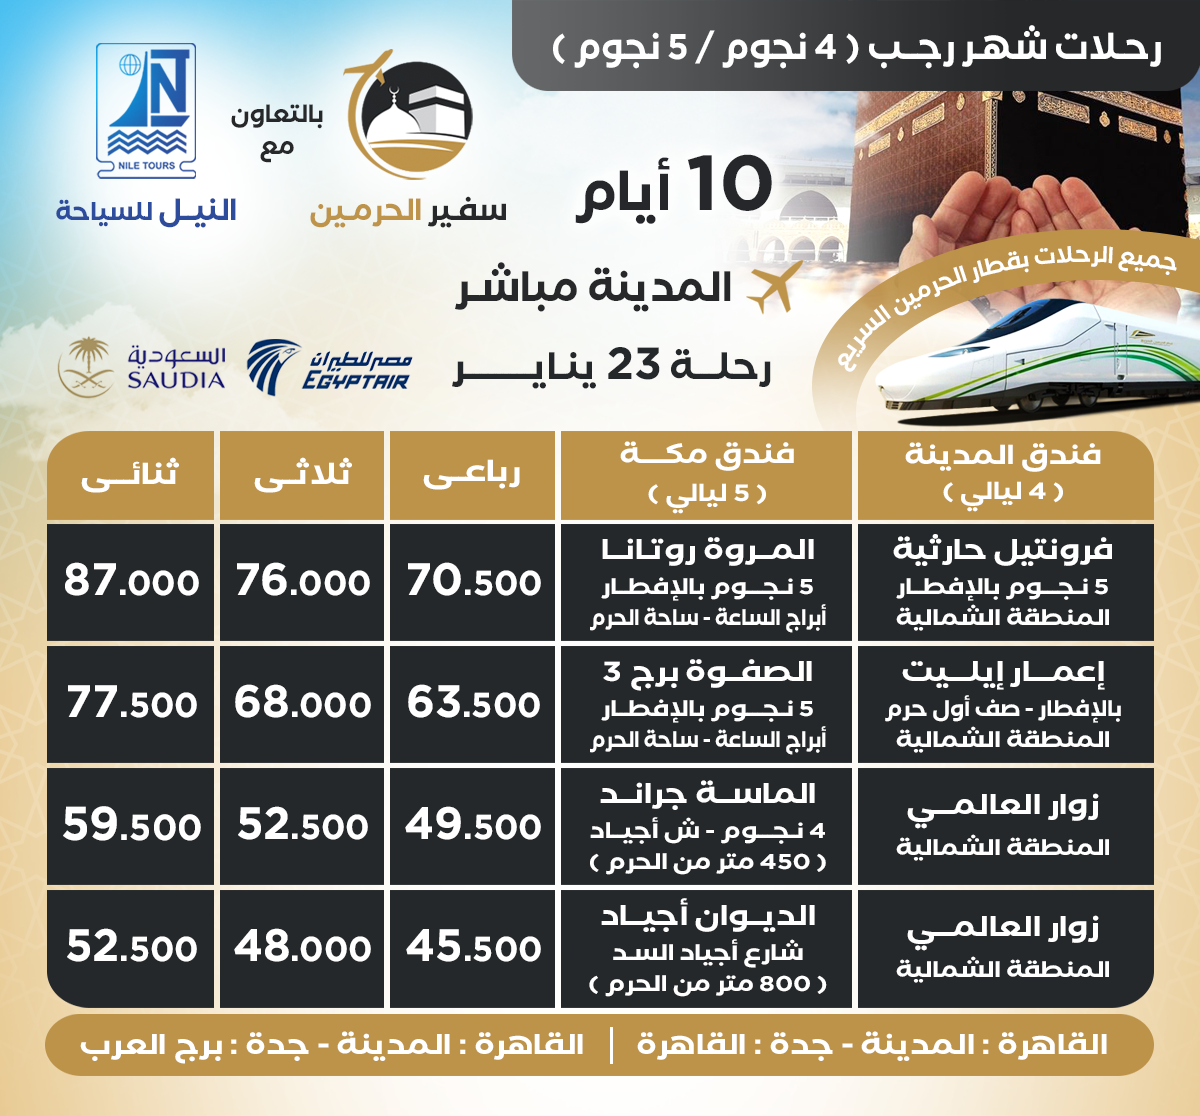 رحلات شهر رجب ( 4 نجوم / 5 نجوم )
NILE TOURS
النيل للسياحة
بالتعاون
مع
سفير الحرمين
10 أيام
المدينة مباشر
رحلة 23 يناير
جميع الرحلات بقطار الحرمين السريع
مصر للطيران
EGYPTAIR
السعودية
SAUDIA
فندق المدينة
( 4 ليالي )
فندق مكة
( 5 ليالي )
رباعى
ثلاثى
ثنائى
فرونتيل حارثية
5 نجوم بالإفطار
المنطقة الشمالية
المروة روتانا
5 نجوم بالإفطار
أبراج الساعة - ساحة الحرم
70.500
76.000
87.000
إعمار إيليت
بالإفطار - صف أول حرم
المنطقة الشمالية
الصفوة برج 3
5 نجوم بالإفطار
أبراج الساعة - ساحة الحرم
63.500
68.000
77.500
زوار العالمي
المنطقة الشمالية
الماسة جراند
4 نجوم - ش أجياد
( 450 متر من الحرم )
49.500
52.500
59.500
زوار العالمي
المنطقة الشمالية
الديوان أجياد
شارع أجياد السد
( 800 متر من الحرم )
45.500
48.000
52.500
القاهرة : المدينة - جدة : القاهرة | القاهرة : المدينة - جدة : برج العرب